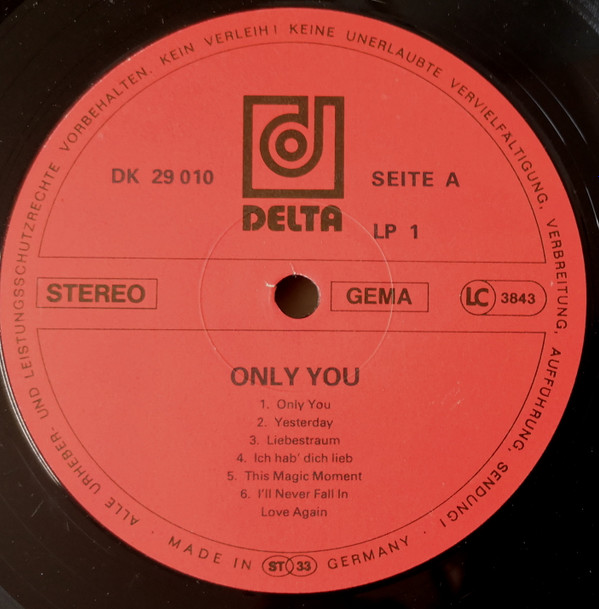 ALLE URHEBER- UND LEISTUNGSSCHUTZRECHTE VORBEHALTEN. KEIN VERLEIH! KEINE UNERLAUBTE VERVIELFÄLTIGUNG, VERBREITUNG, AUFFÜHRUNG, SENDUNG!
d
DK 29 010
SEITE A
DELTA
LP 1
STEREO
GEMA
LC 3843
ONLY YOU
1. Only You
2. Yesterday
3. Liebestraum
4. Ich hab' dich lieb
5. This Magic Moment
6. I'll Never Fall In
Love Again
· MADE IN ST 33 GERMANY ·